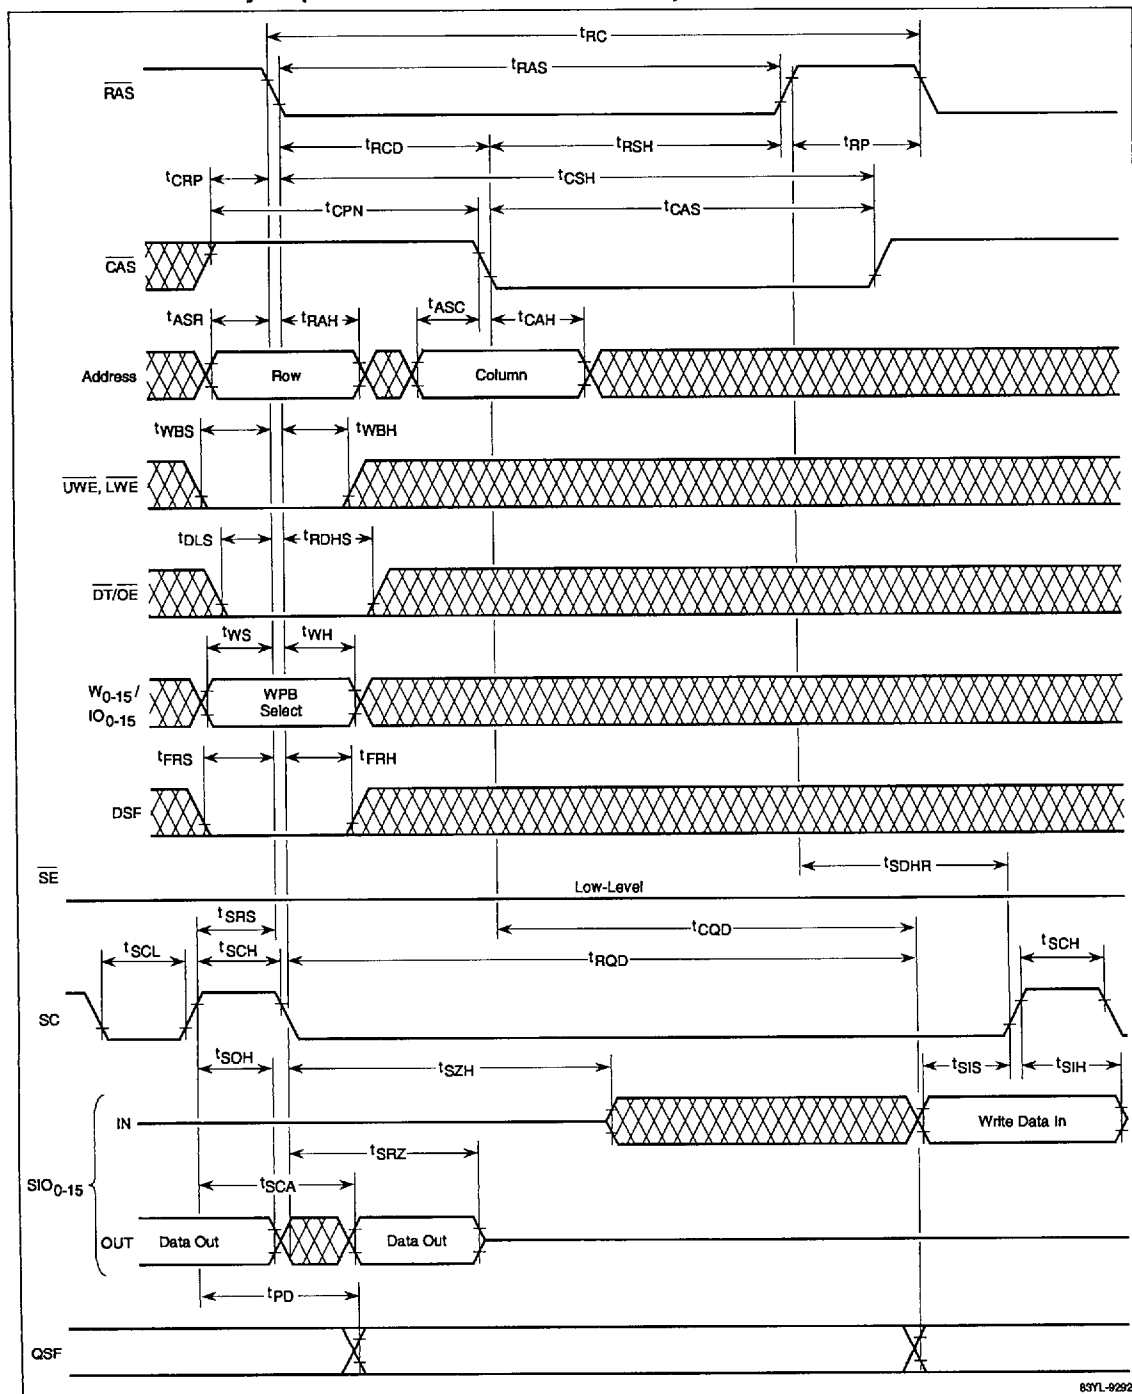 tRC
RAS
tRAS
tRCD
tRSH
tRP
tCRP
tCSH
tCPN
tCAS
CAS
tASR
tRAH
tASC
tCAH
Address
Row
Column
tWBS
tWBH
UWE, LWE
tDLS
tRDHS
DT/OE
tWS
tWH
W0-15/
IO0-15
WPB
Select
tFRS
tFRH
DSF
tSDHR
SE
Low-Level
tSRS
tCQD
tSCL
tSCH
tRQD
tSCH
SC
tSOH
tSZH
tSIS
tSIH
IN
Write Data In
tSRZ
SIO0-15
tSCA
OUT
Data Out
Data Out
tPD
QSF
83YL-9292